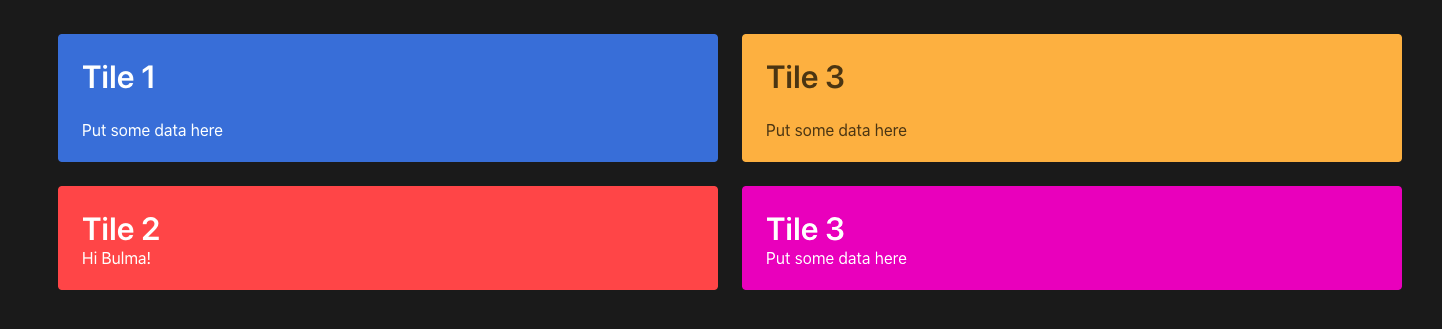 Tile 1
Put some data here
Tile 3
Put some data here
Tile 2
Hi Bulma!
Tile 3
Put some data here